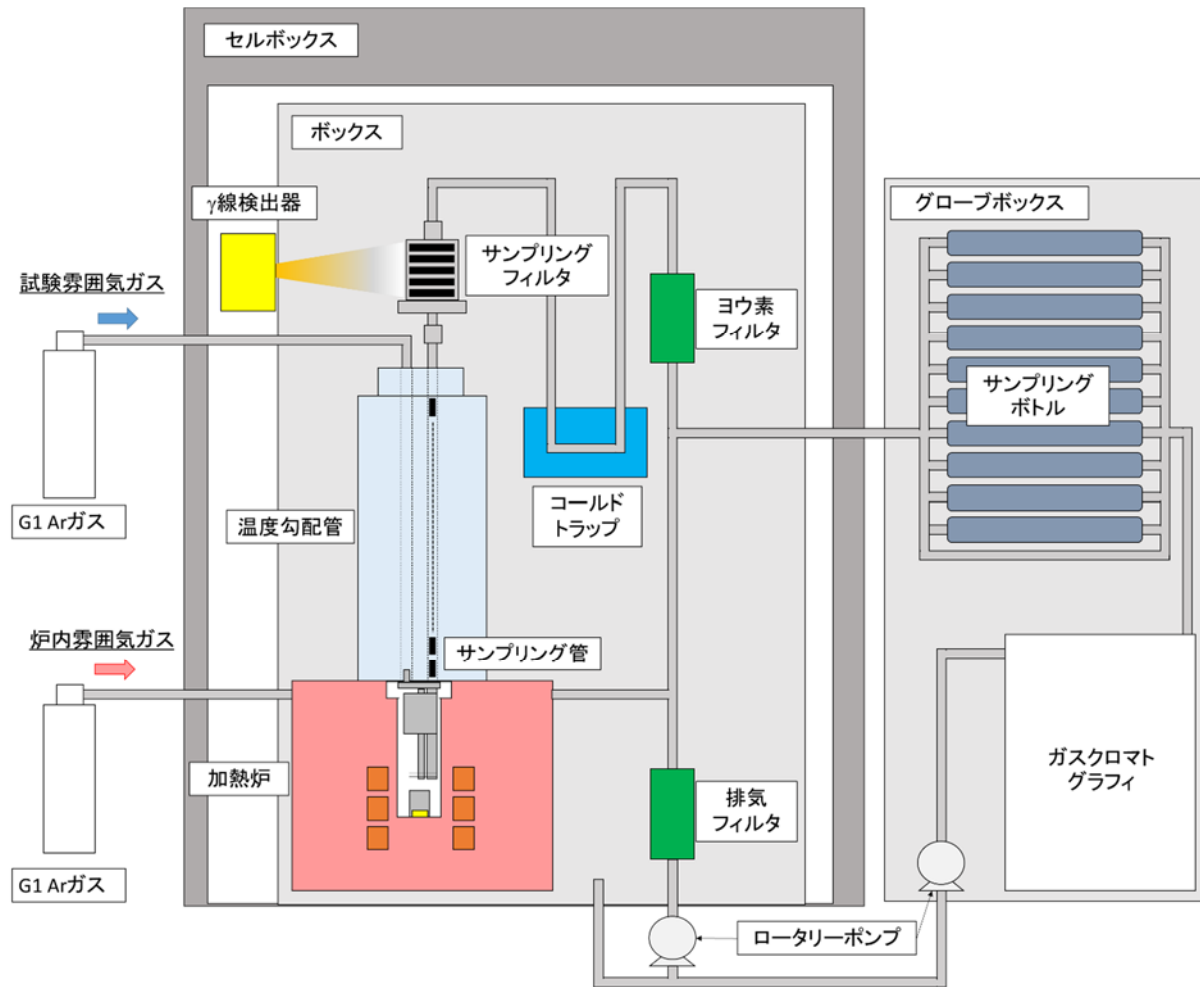 セルボックス
ボックス
γ線検出器
グローブボックス
サンプリング
フィルタ
試験雰囲気ガス
ヨウ素
フィルタ
サンプリング
ボトル
G1 Arガス
温度勾配管
コールド
トラップ
炉内雰囲気ガス
サンプリング管
加熱炉
ガスクロマト
グラフィ
排気
フィルタ
G1 Arガス
ロータリーポンプ